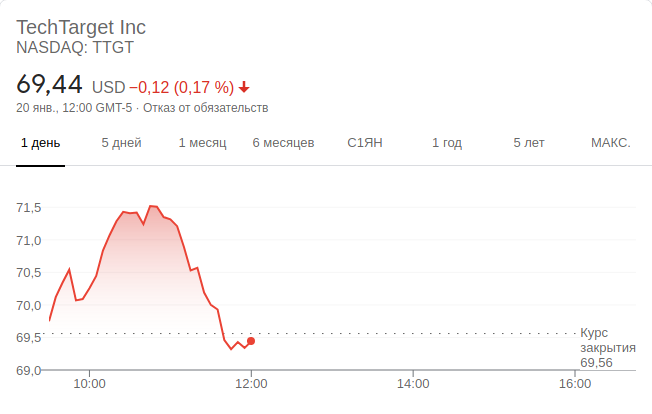 TechTarget Inc
NASDAQ: TTGT
69,44 USD −0,12 (0,17 %)
20 янв., 12:00 GMT-5 · Отказ от обязательств
1 день 5 дней 1 месяц 6 месяцев С1ЯН 1 год 5 лет МАКС.
71,5
71,0
70,5
70,0
69,5
69,0
Курс
закрытия
69,56
10:00 12:00 14:00 16:00